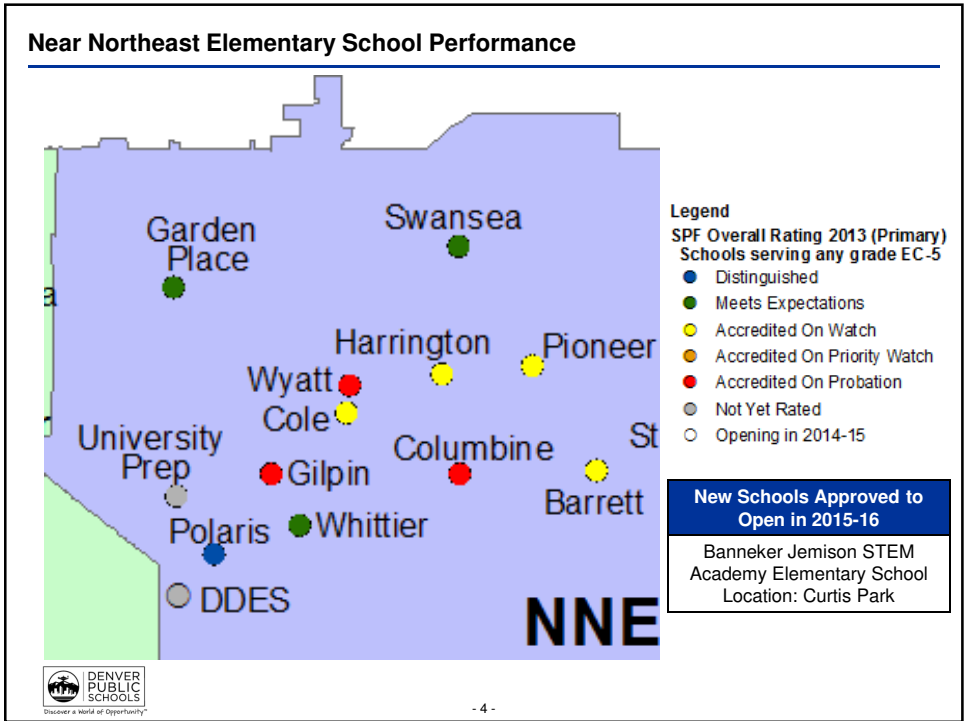 Near Northeast Elementary School Performance
Garden
Place
Swansea
a
Harrington
Pioneer
Wyatt
Cole
r
University
Prep
Gilpin
Columbine
St
Barrett
Polaris
Whittier
DDES
NNE
Legend
SPF Overall Rating 2013 (Primary)
Schools serving any grade EC-5
Distinguished
Meets Expectations
Accredited On Watch
Accredited On Priority Watch
Accredited On Probation
Not Yet Rated
Opening in 2014-15
New Schools Approved to
Open in 2015-16
Banneker Jemison STEM
Academy Elementary School
Location: Curtis Park
DENVER
PUBLIC
SCHOOLS
Discover a World of Opportunity™
- 4 -